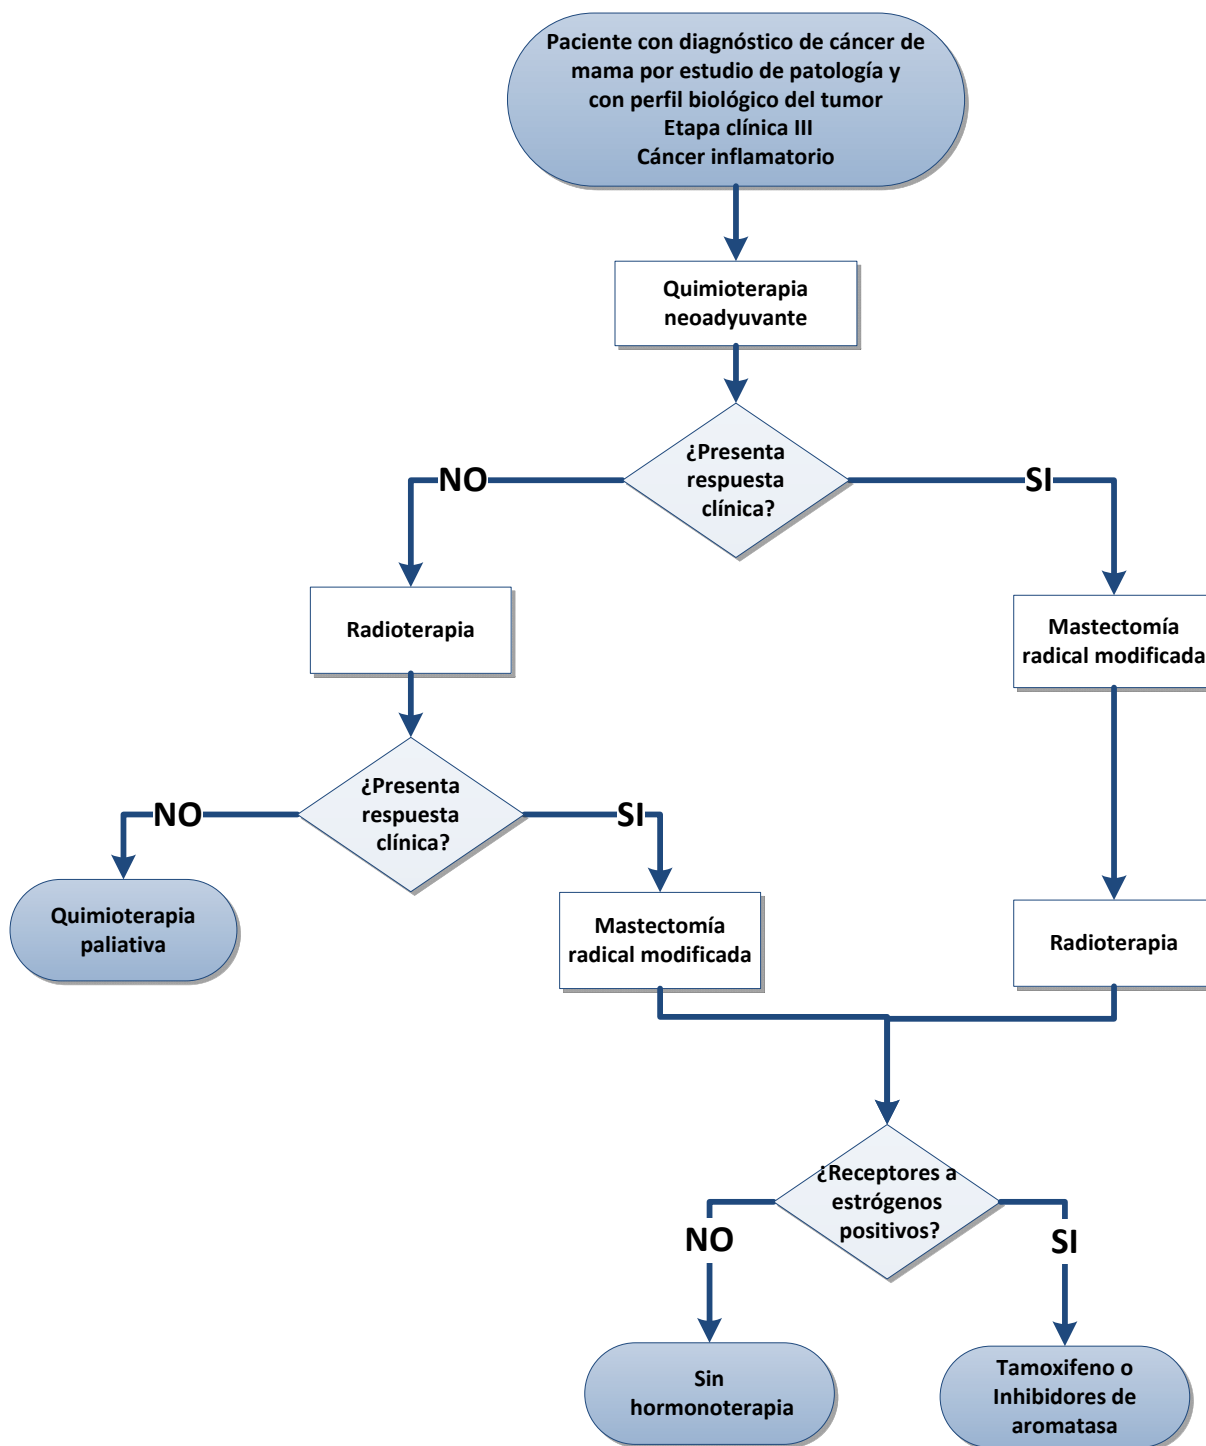 Paciente con diagnóstico de cáncer de
mama por estudio de patología y
con perfil biológico del tumor
Etapa clínica III
Cáncer inflamatorio
Quimioterapia
neoadyuvante
¿Presenta
respuesta
clínica?
NO
SI
Radioterapia
Mastectomía
radical modificada
¿Presenta
respuesta
clínica?
NO
SI
Quimioterapia
paliativa
Mastectomía
radical modificada
Radioterapia
¿Receptores a
estrógenos
positivos?
NO
SI
Sin
hormonoterapia
Tamoxifeno o
Inhibidores de
aromatasa